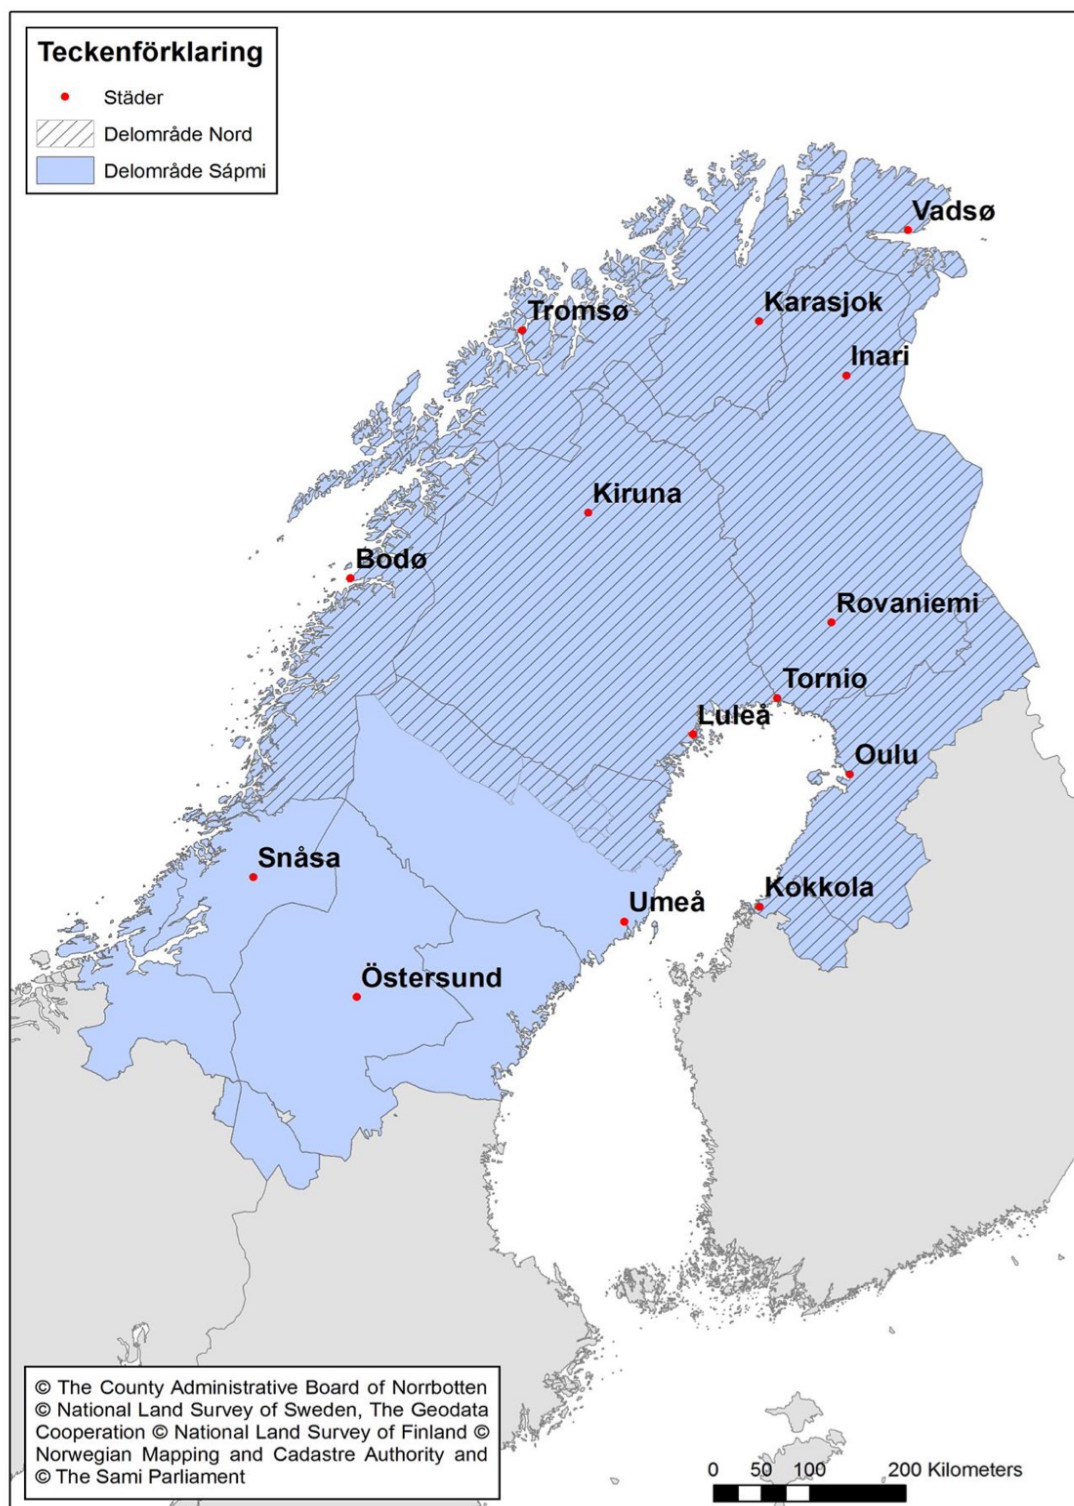 Teckenförklaring
Städer
Delområde Nord
Delområde Sápmi
Vadsø
Karasjok
Tromsø
Inari
Kiruna
Bodø
Rovaniemi
Tornio
Luleå
Oulu
Snåsa
Kokkola
Umeå
Östersund
© The County Administrative Board of Norrbotten
© National Land Survey of Sweden, The Geodata
Cooperation © National Land Survey of Finland ©
Norwegian Mapping and Cadastre Authority and
© The Sami Parliament
0 50 100 200 Kilometers